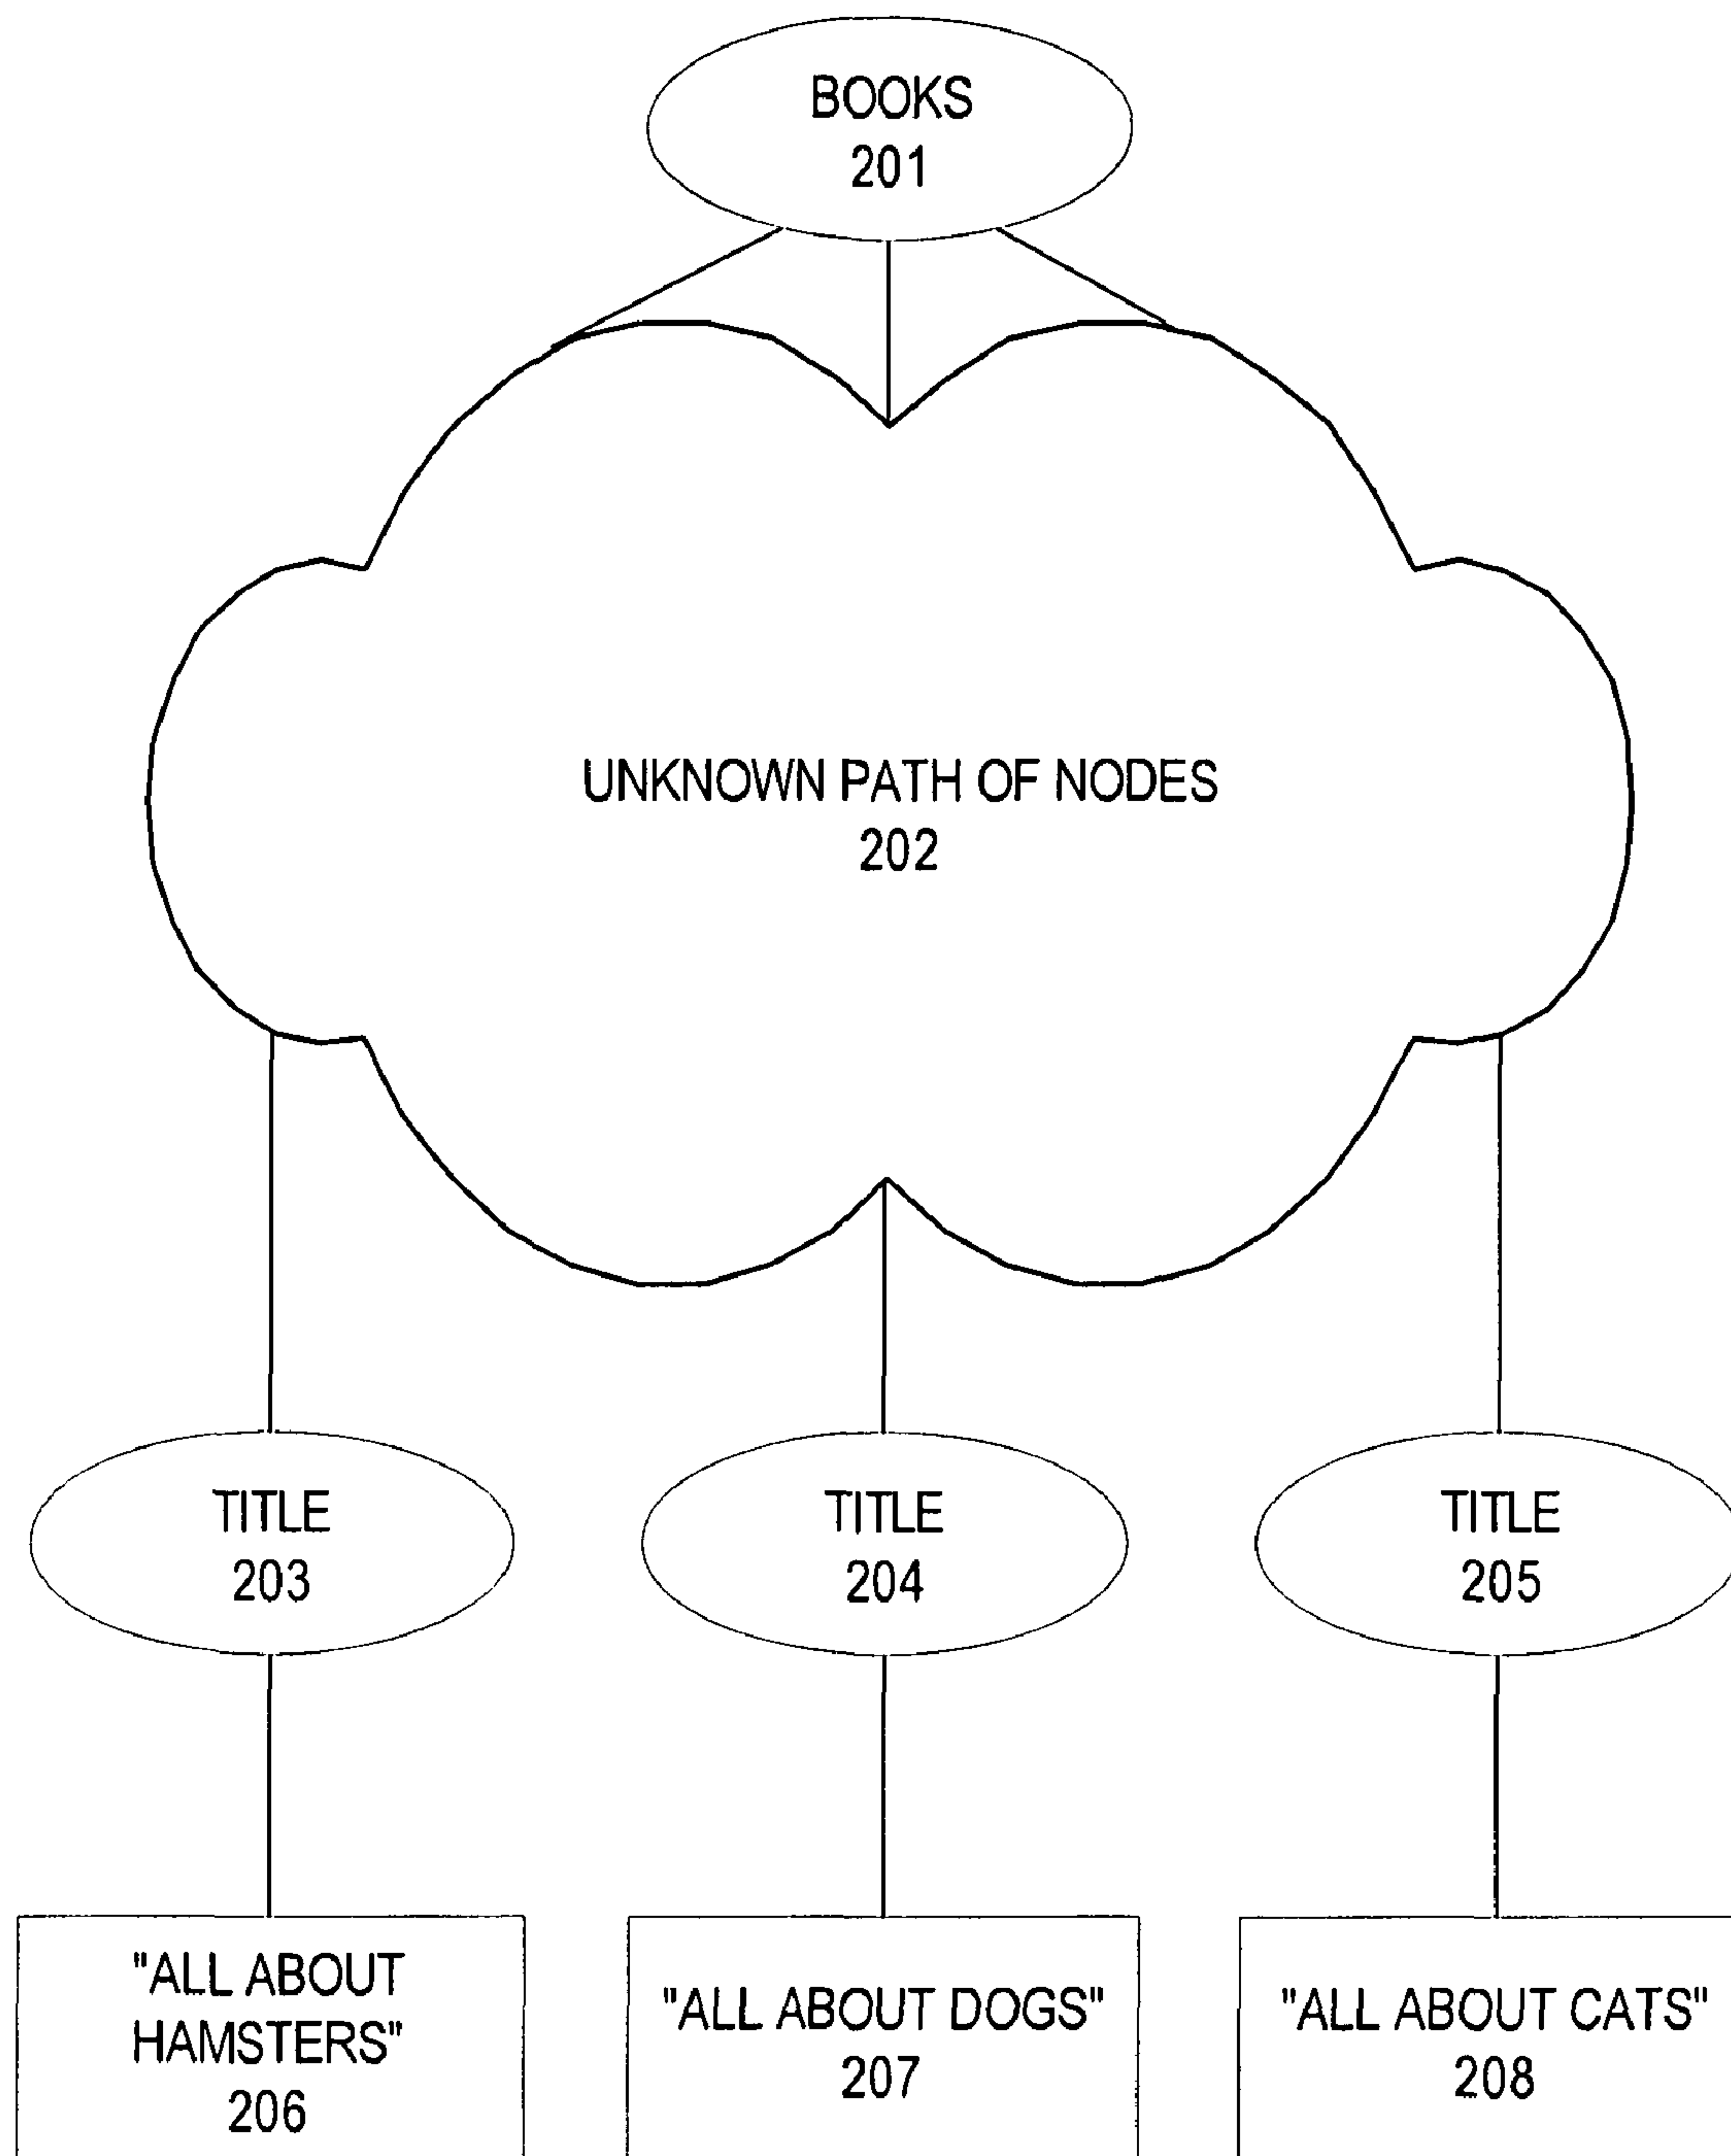 BOOKS
201
UNKNOWN PATH OF NODES
202
TITLE
203
TITLE
204
TITLE
205
"ALL ABOUT
HAMSTERS"
206
"ALL ABOUT DOGS"
207
"ALL ABOUT CATS"
208